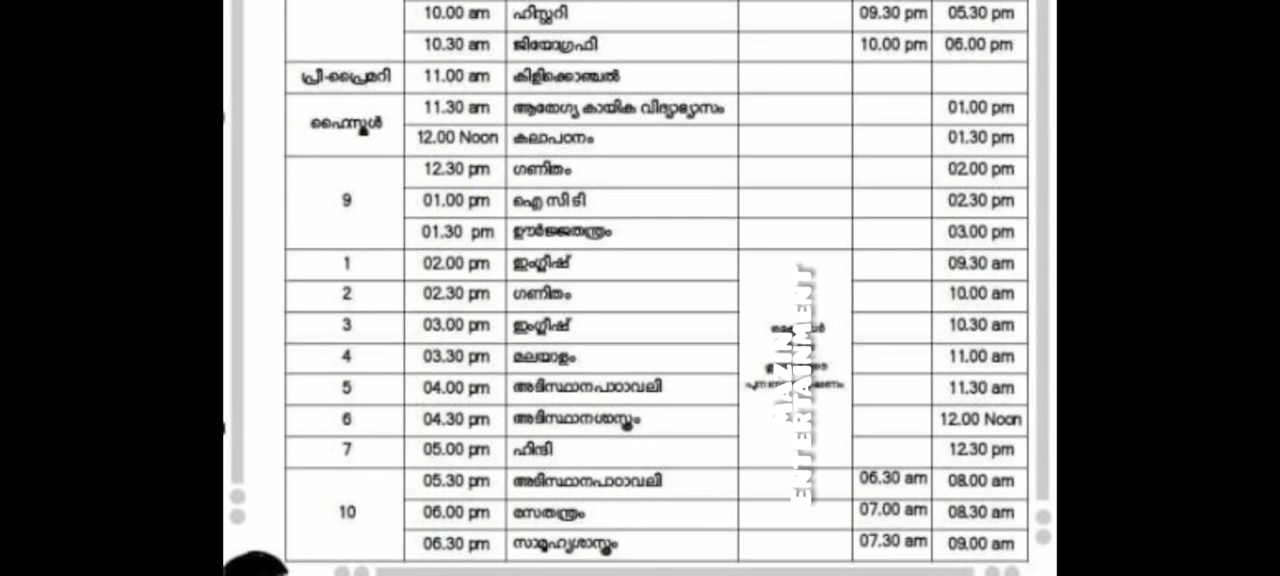 10.00 am ഹിസ്റ്ററി 09.30 pm 05.30 pm
10.30 am ജിയോഗ്രഫി 10.00 pm 06.00 pm
പ്രീ-പ്രൈമറി 11.00 am കിളിക്കൊഞ്ചൽ
ഹൈസ്കൂൾ
11.30 am ആരോഗ്യ കായിക വിദ്യാഭ്യാസം 01.00 pm
12.00 Noon കലാപഠനം 01.30 pm
12.30 pm ഗണിതം 02.00 pm
9 01.00 pm ഐ സി ടി 02.30 pm
01.30 pm ഊർജ്ജതന്ത്രം 03.00 pm
1 02.00 pm ഇംഗ്ലീഷ് 09.30 am
2 02.30 pm ഗണിതം 10.00 am
3 03.00 pm ഇംഗ്ലീഷ് 10.30 am
4 03.30 pm മലയാളം 11.00 am
5 04.00 pm അടിസ്ഥാനപാഠാവലി 11.30 am
6 04.30 pm അടിസ്ഥാനശാസ്ത്രം 12.00 Noon
7 05.00 pm ഹിന്ദി 12.30 pm
05.30 pm അടിസ്ഥാനപാഠാവലി 06.30 am 08.00 am
10 06.00 pm രസതന്ത്രം 07.00 am 08.30 am
06.30 pm സാമൂഹ്യശാസ്ത്രം 07.30 am 09.00 am
ENTERTAINMENT